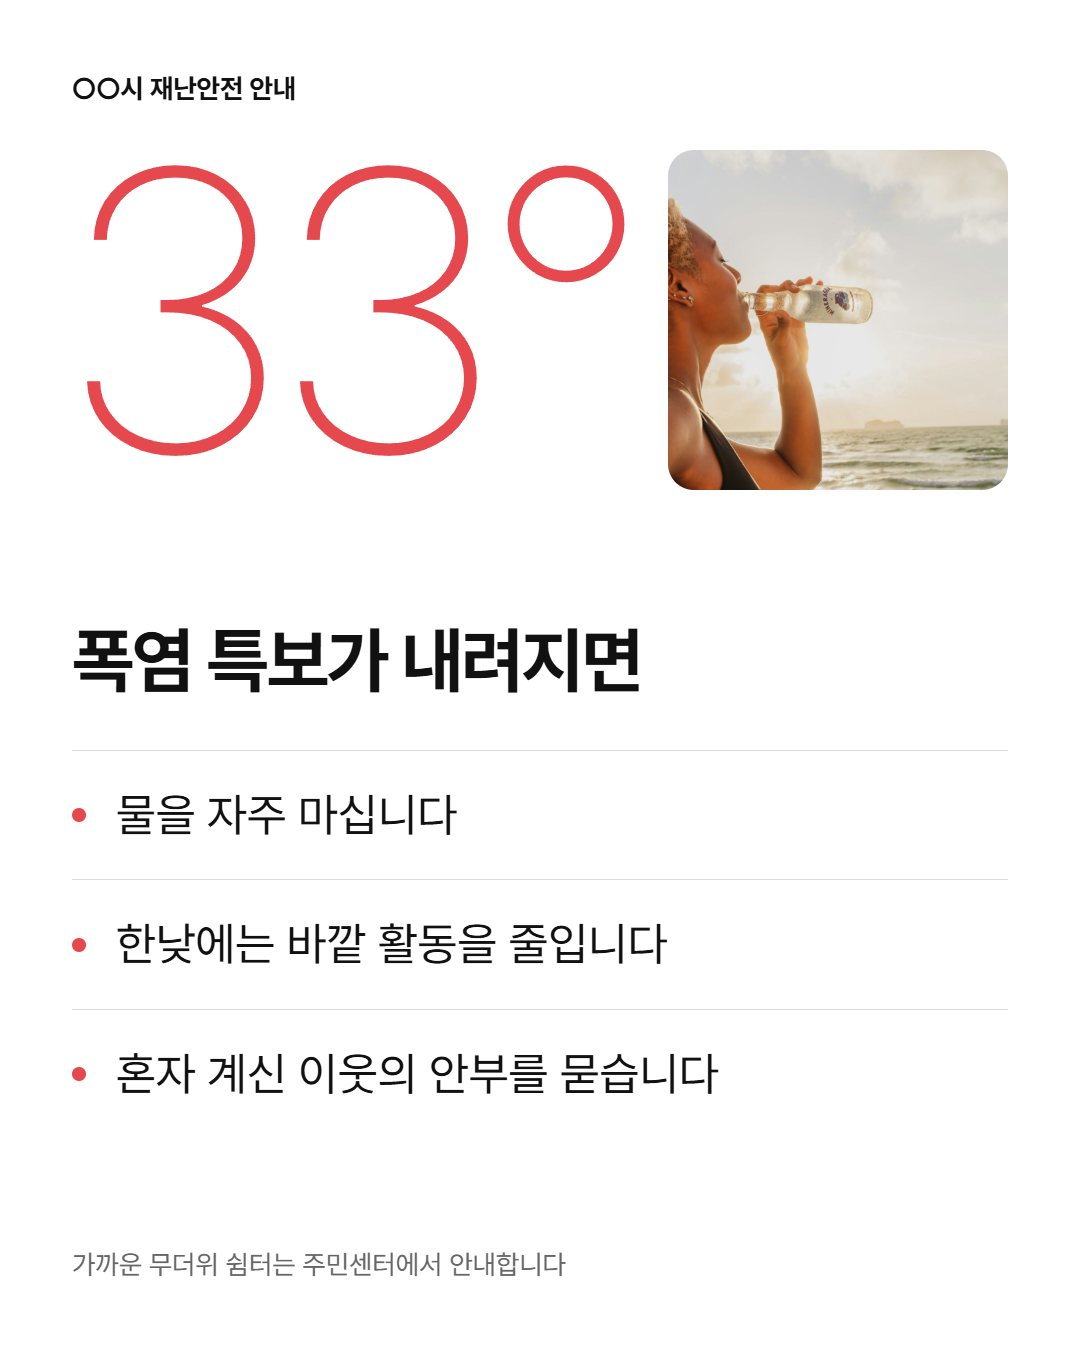 〇〇시 재난안전 안내
33°
폭염 특보가 내려지면
물을 자주 마십니다
한낮에는 바깥 활동을 줄입니다
혼자 계신 이웃의 안부를 묻습니다
가까운 무더위 쉼터는 주민센터에서 안내합니다